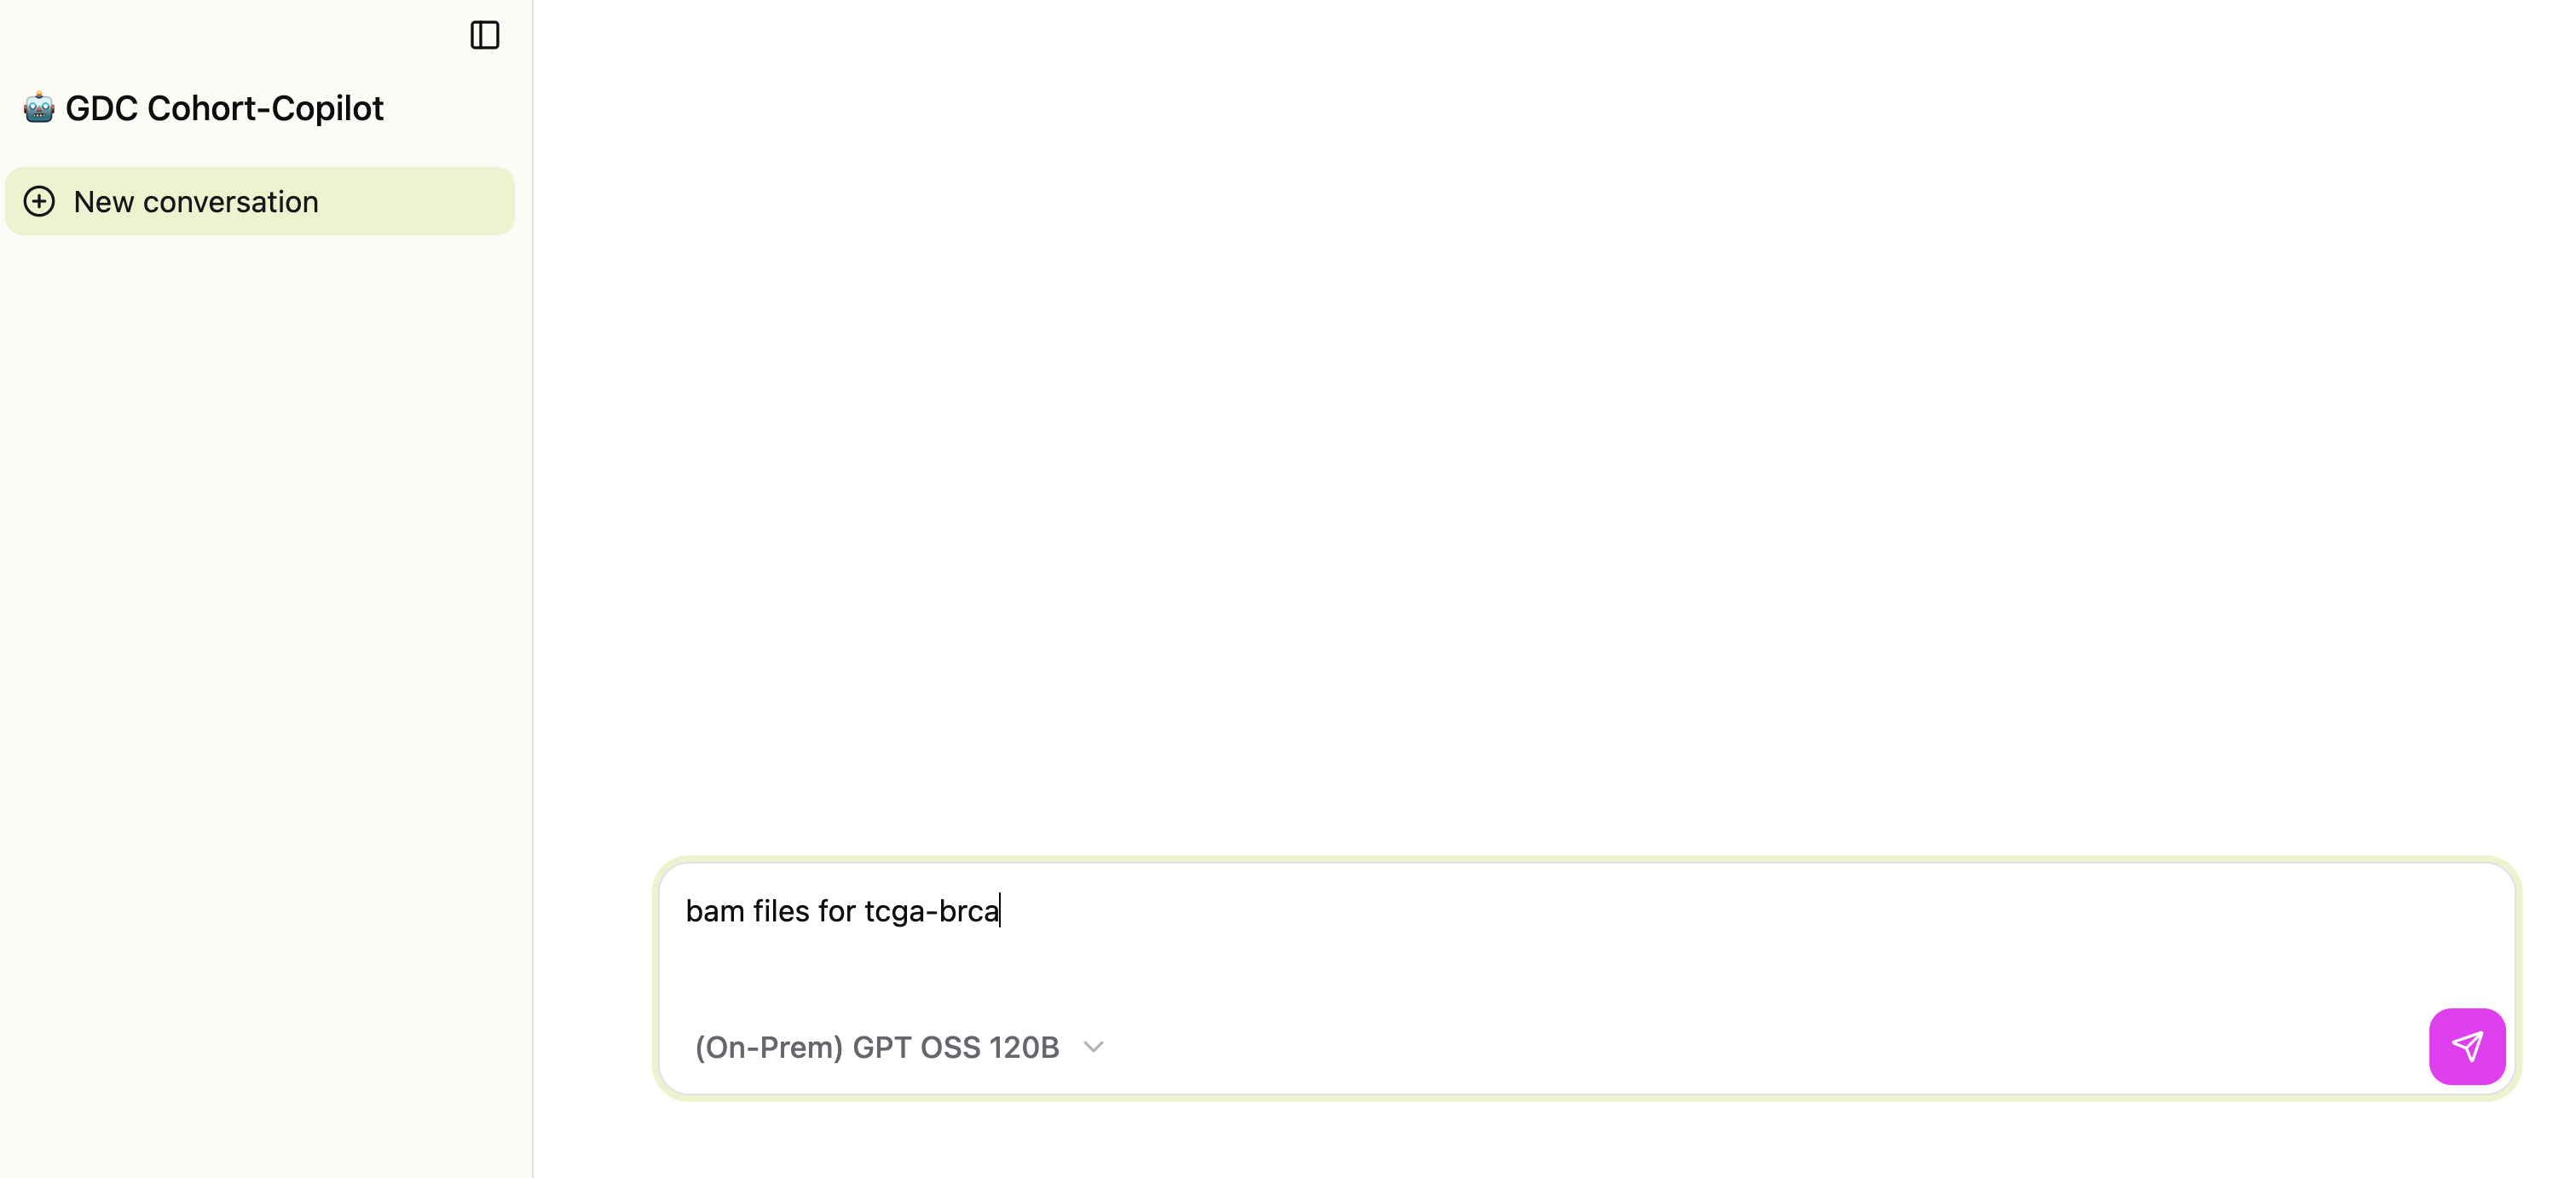 GDC Cohort-Copilot
New conversation
bam files for tcga-brca
(On-Prem) GPT OSS 120B